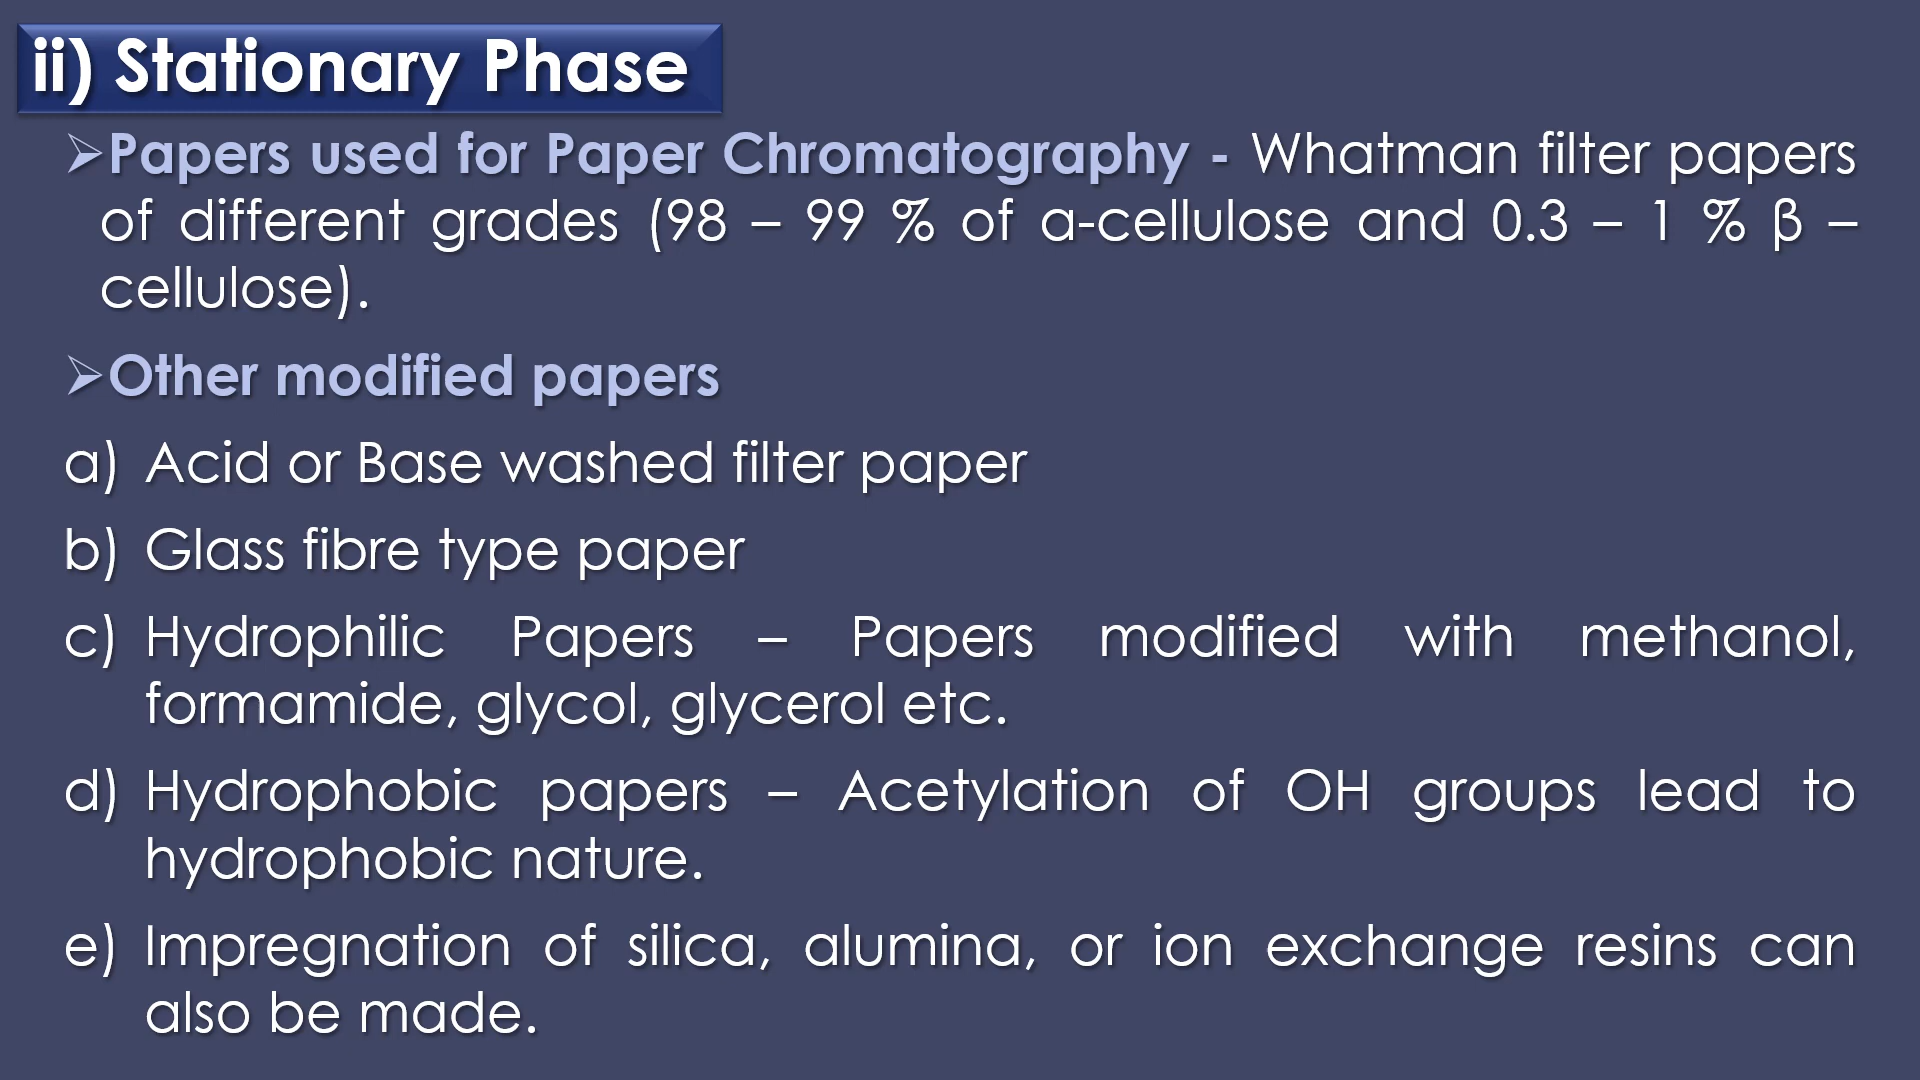 ii) Stationary Phase
➢Papers used for Paper Chromatography - Whatman filter papers
of different grades (98 – 99 % of α-cellulose and 0.3 – 1 % β –
cellulose).
➢Other modified papers
a) Acid or Base washed filter paper
b) Glass fibre type paper
c) Hydrophilic Papers – Papers modified with methanol,
formamide, glycol, glycerol etc.
d) Hydrophobic papers – Acetylation of OH groups lead to
hydrophobic nature.
e) Impregnation of silica, alumina, or ion exchange resins can
also be made.